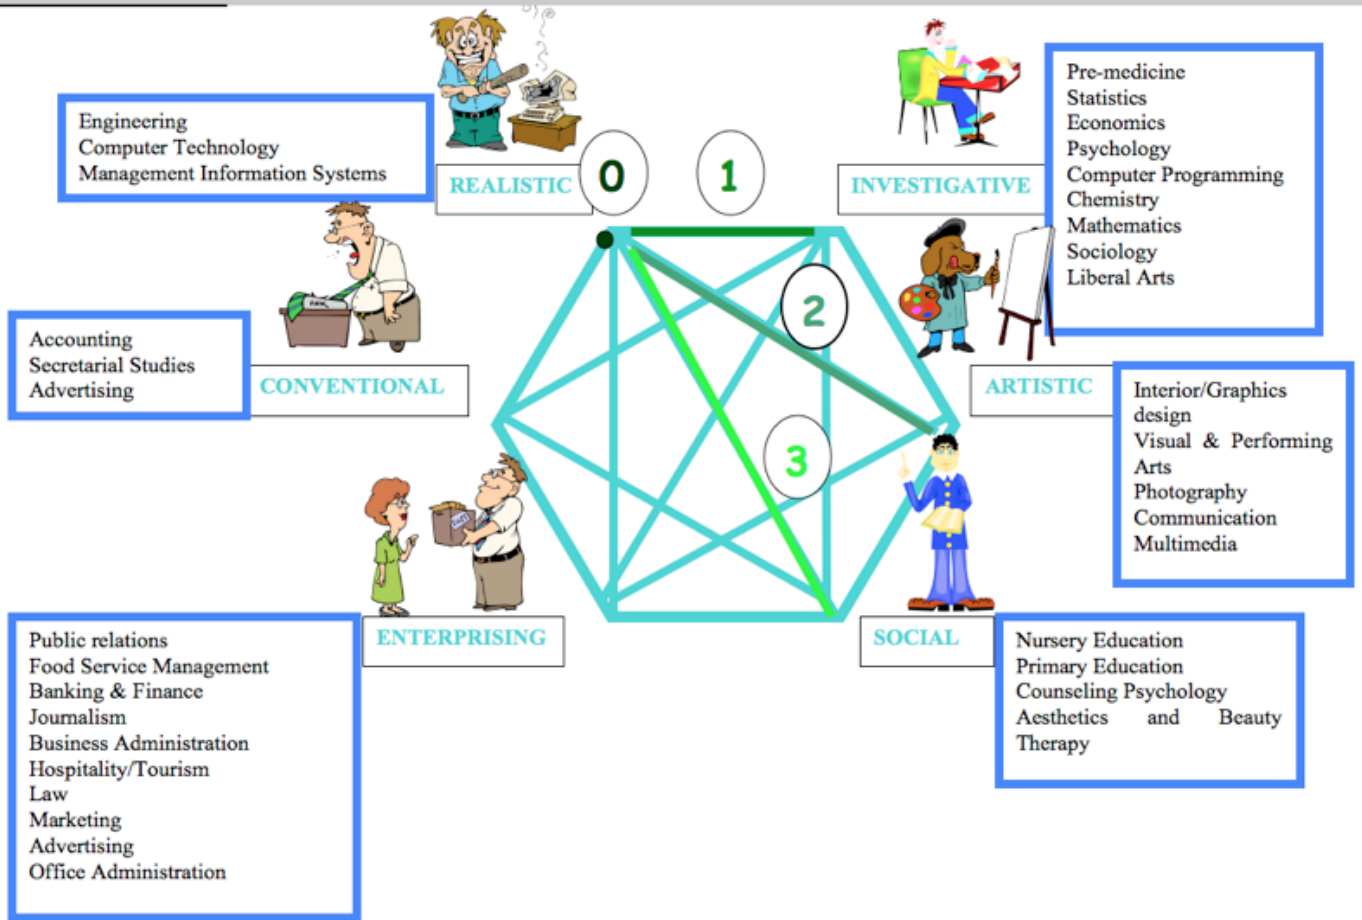 Engineering
Computer Technology
Management Information Systems
REALISTIC
0
1
INVESTIGATIVE
Pre-medicine
Statistics
Economics
Psychology
Computer Programming
Chemistry
Mathematics
Sociology
Liberal Arts
2
Accounting
Secretarial Studies
Advertising
CONVENTIONAL
ARTISTIC
Interior/Graphics
design
Visual & Performing
Arts
Photography
Communication
Multimedia
3
ENTERPRISING
Public relations
Food Service Management
Banking & Finance
Journalism
Business Administration
Hospitality/Tourism
Law
Marketing
Advertising
Office Administration
SOCIAL
Nursery Education
Primary Education
Counseling Psychology
Aesthetics and Beauty
Therapy